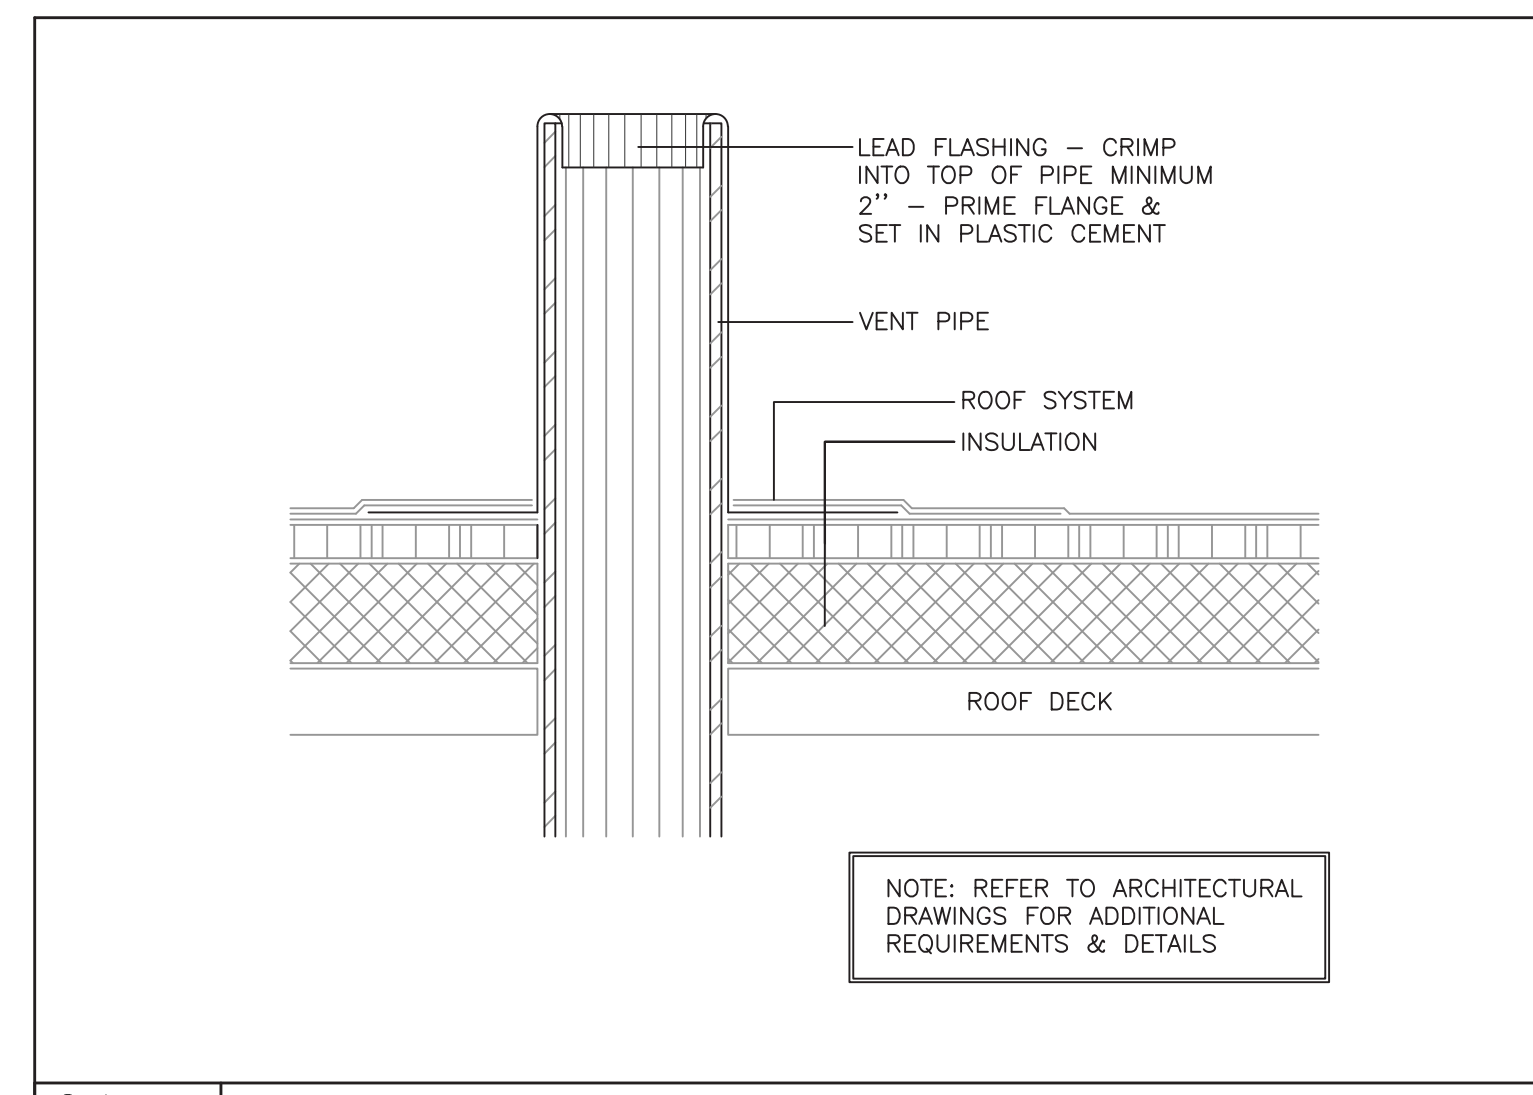 LEAD FLASHING – CRIMP
INTO TOP OF PIPE MINIMUM
2'' – PRIME FLANGE &
SET IN PLASTIC CEMENT
VENT PIPE
ROOF SYSTEM
INSULATION
ROOF DECK
NOTE: REFER TO ARCHITECTURAL
DRAWINGS FOR ADDITIONAL
REQUIREMENTS & DETAILS